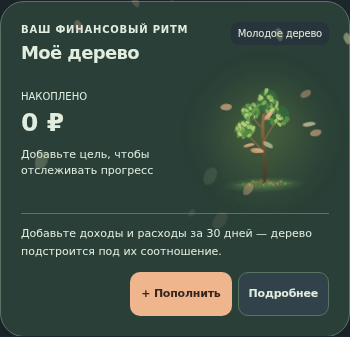 ВАШ ФИНАНСОВЫЙ РИТМ
Молодое дерево
Моё дерево
НАКОПЛЕНО
0 ₽
Добавьте цель, чтобы
отслеживать прогресс
Добавьте доходы и расходы за 30 дней — дерево
подстроится под их соотношение.
+ Пополнить
Подробнее